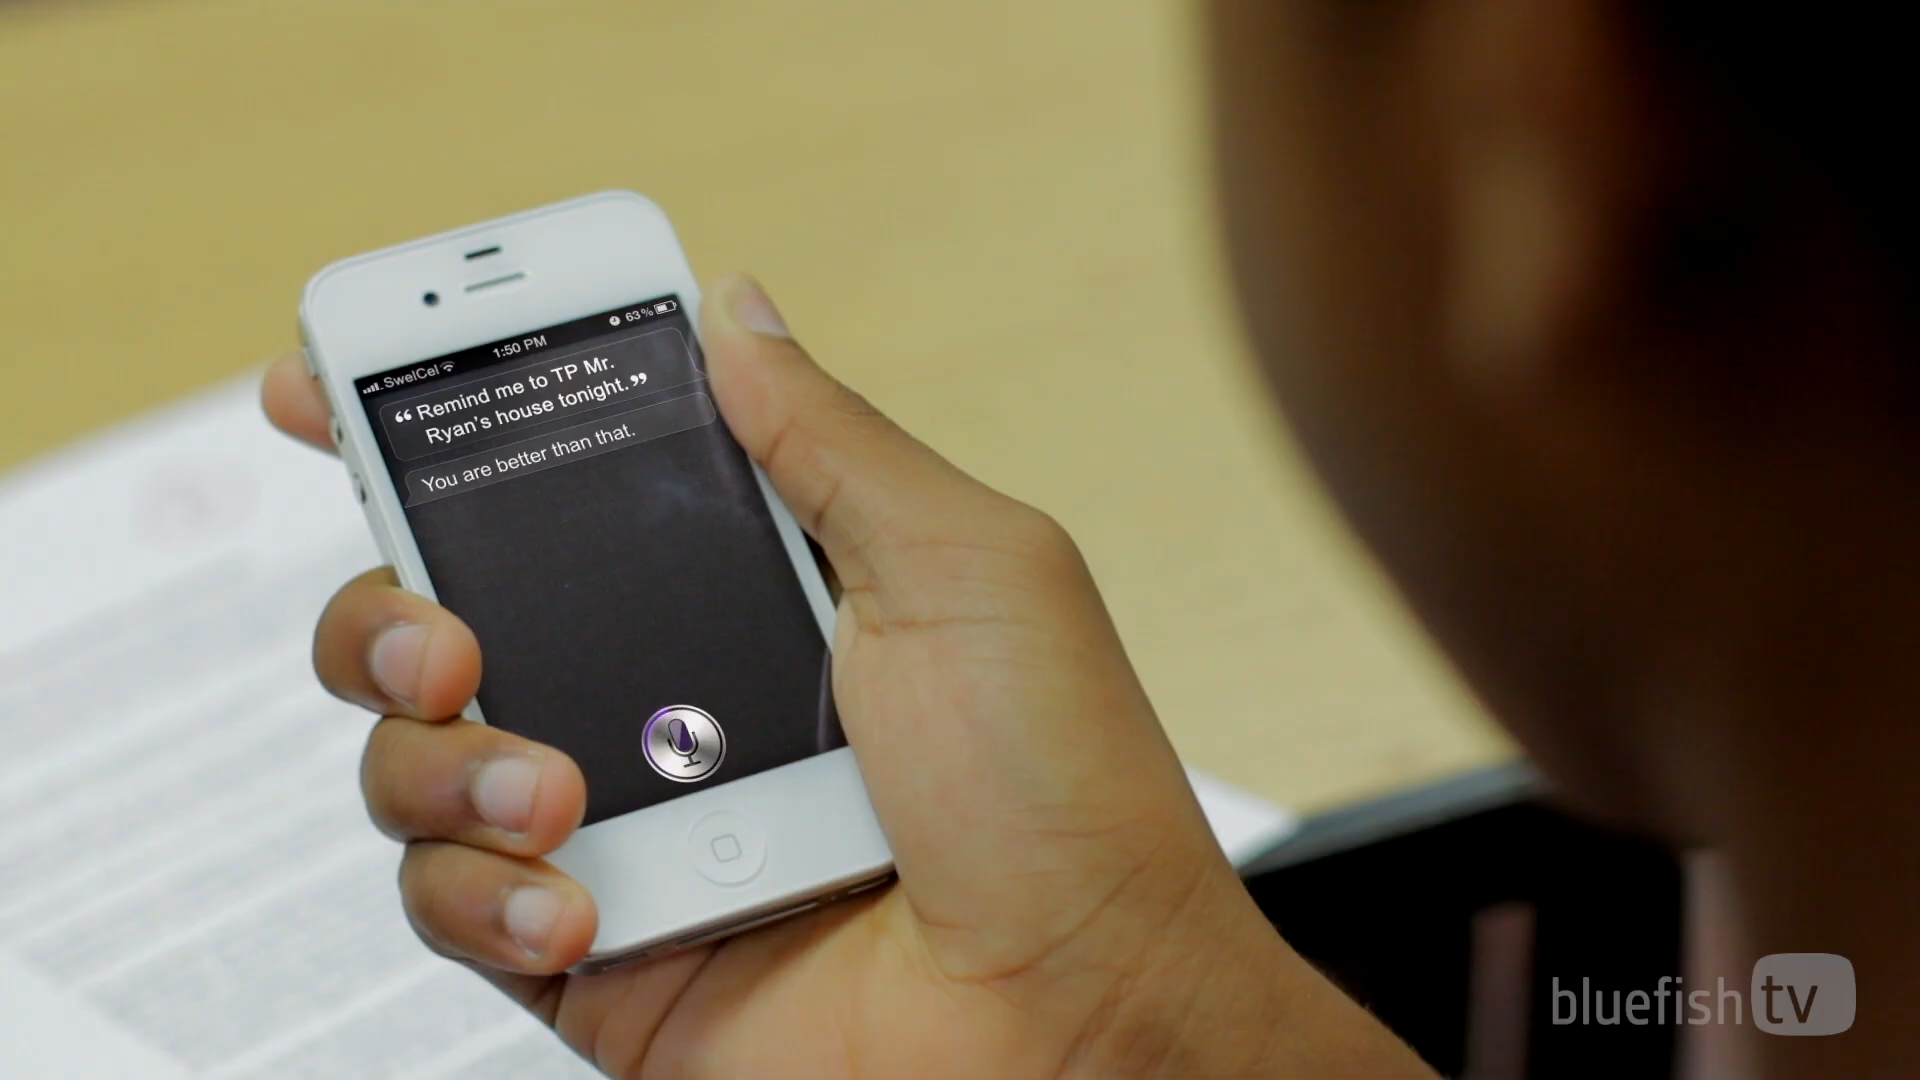 SwelCel
1:50 PM
63%
“Remind me to TP Mr.
Ryan’s house tonight.”
You are better than that.
bluefish tv